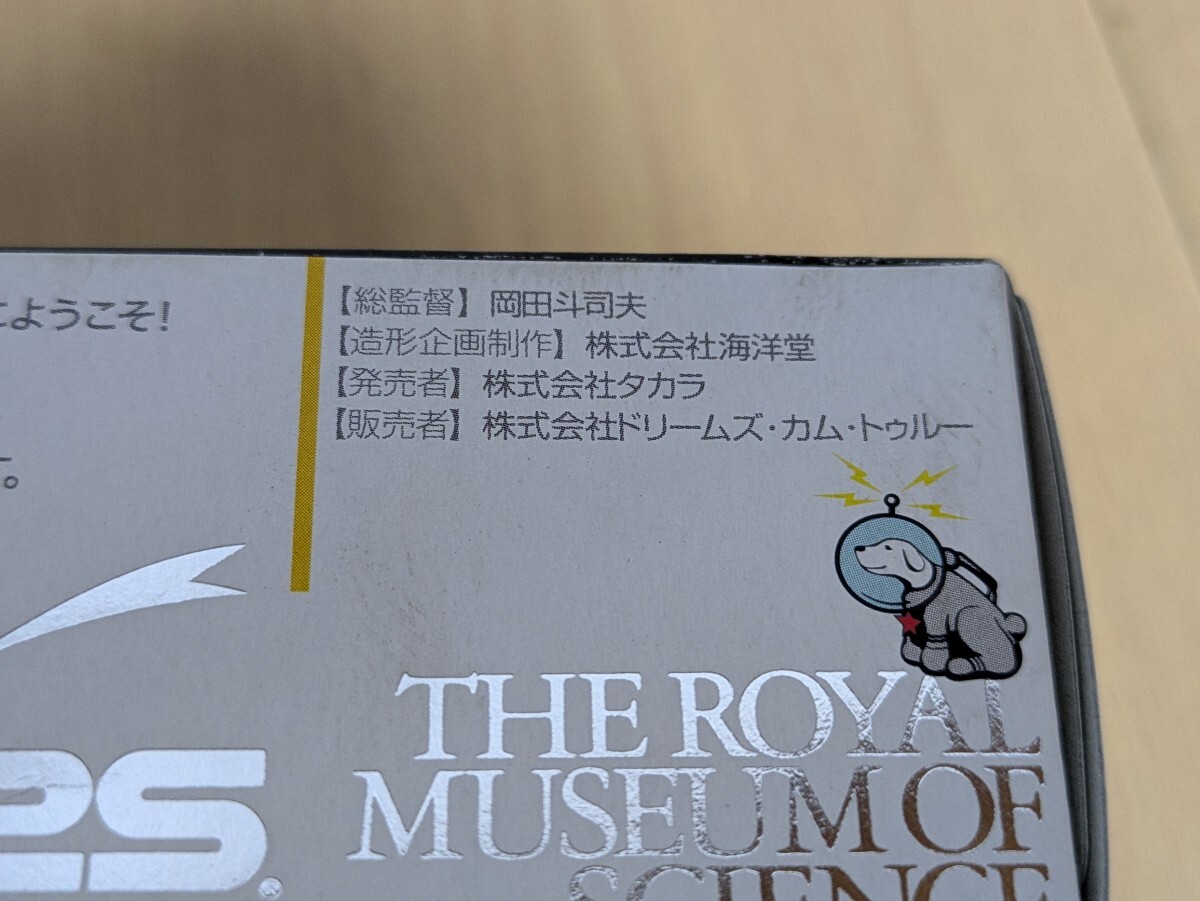 にようこそ!
す。
【総監督】岡田斗司夫
【造形企画制作】株式会社海洋堂
【発売者】株式会社タカラ
【販売者】株式会社ドリームズ・カム・トゥルー
THE ROYAL
MUSEUM OF
SCIENCE
ES®